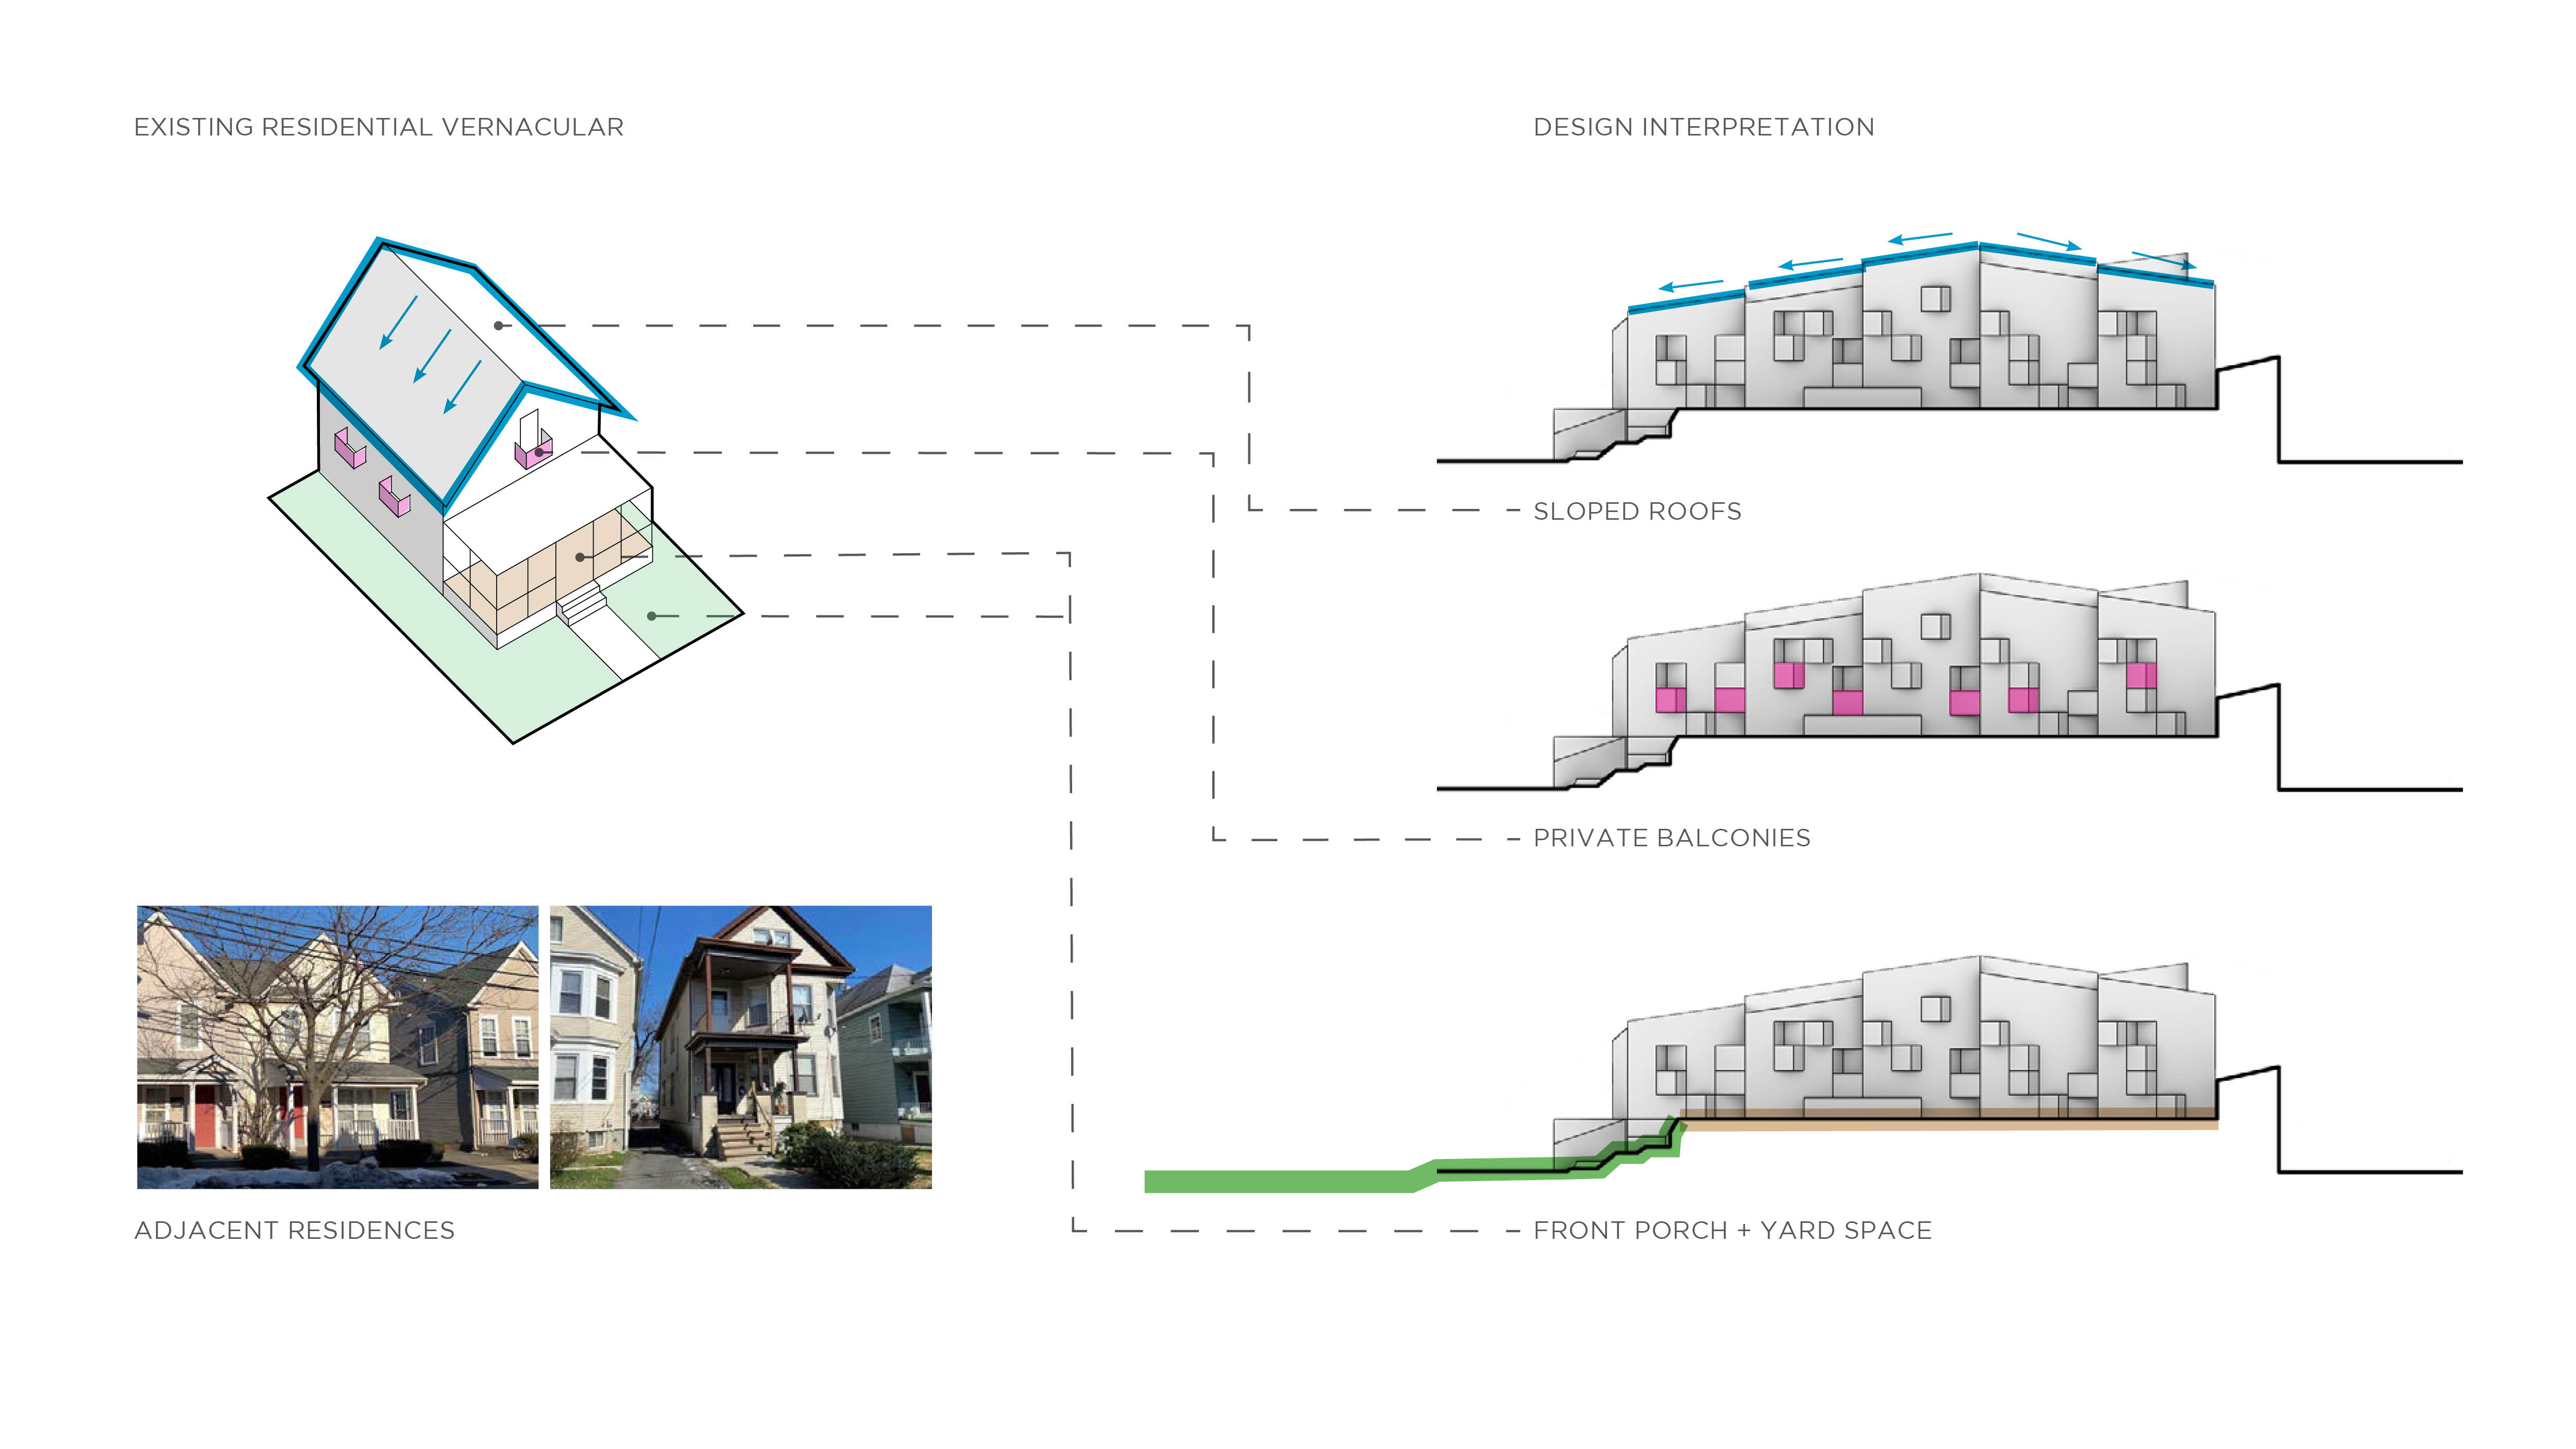 EXISTING RESIDENTIAL VERNACULAR
DESIGN INTERPRETATION
SLOPED ROOFS
PRIVATE BALCONIES
ADJACENT RESIDENCES
FRONT PORCH + YARD SPACE